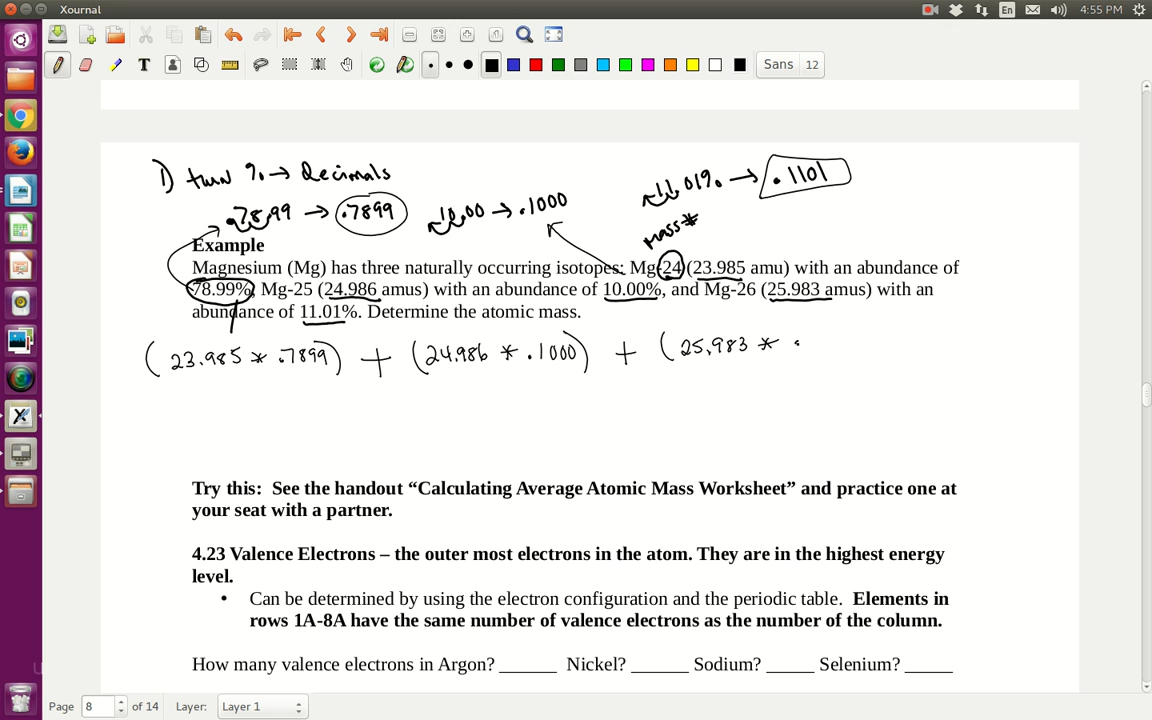 Xournal
En
4:55 PM
T
Sans 12
1) turn % → Decimals
.78.99 → .7899
10.00 → .1000
11.01% → .1101
mass#
Example
Magnesium (Mg) has three naturally occurring isotopes: Mg-24 (23.985 amu) with an abundance of
78.99%, Mg-25 (24.986 amus) with an abundance of 10.00%, and Mg-26 (25.983 amus) with an
abundance of 11.01%. Determine the atomic mass.
(23.985 * .7899) + (24.986 * .1000) + (25.983 * .
Try this: See the handout “Calculating Average Atomic Mass Worksheet” and practice one at
your seat with a partner.
4.23 Valence Electrons – the outer most electrons in the atom. They are in the highest energy
level.
• Can be determined by using the electron configuration and the periodic table. Elements in
rows 1A-8A have the same number of valence electrons as the number of the column.
How many valence electrons in Argon? ______ Nickel? ______ Sodium? _____ Selenium? _____
Page 8 of 14 Layer: Layer 1